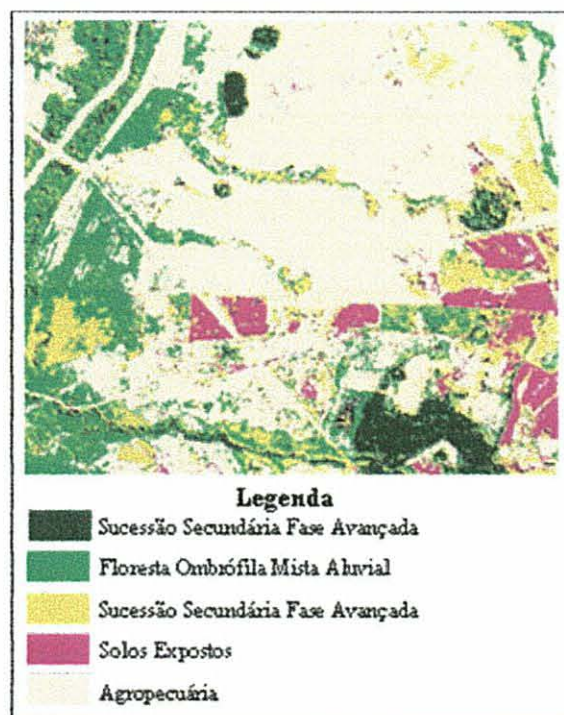 Legenda
Sucessão Secundária Fase Avançada
Floresta Ombrófila Mista Aluvial
Sucessão Secundária Fase Avançada
Solos Expostos
Agropecuária